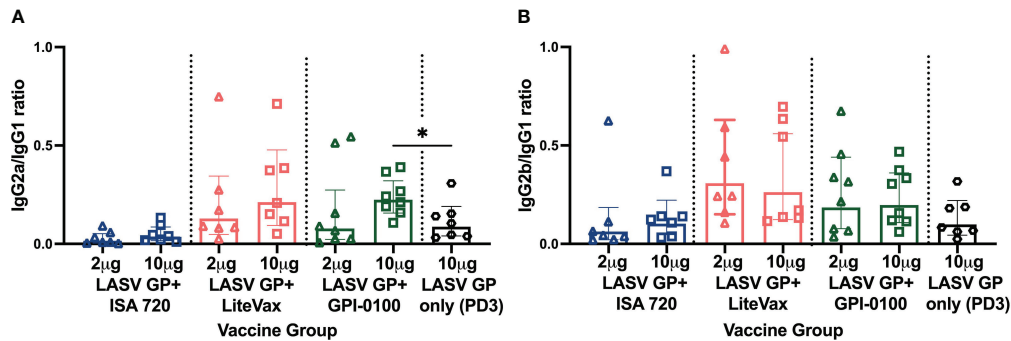 A
IgG2a/IgG1 ratio
1.0
0.5
0.0
*
2μg 10μg 2μg 10μg 2μg 10μg 10μg
LASV GP+ LASV GP+ LASV GP+ LASV GP
ISA 720 LiteVax GPI-0100 only (PD3)
Vaccine Group
B
IgG2b/IgG1 ratio
1.0
0.5
0.0
2μg 10μg 2μg 10μg 2μg 10μg 10μg
LASV GP+ LASV GP+ LASV GP+ LASV GP
ISA 720 LiteVax GPI-0100 only (PD3)
Vaccine Group